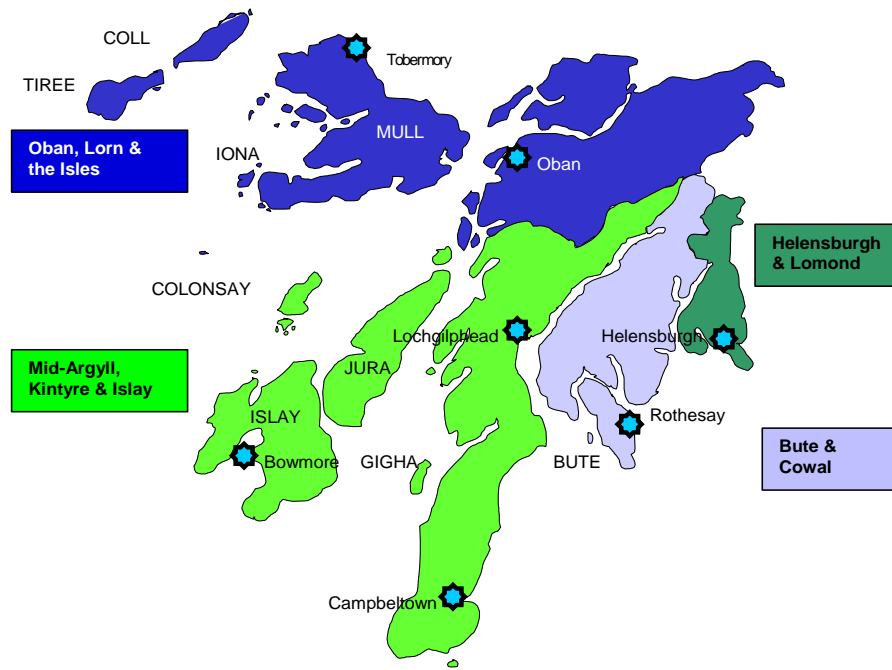 COLL
Tobermory
TIREE
MULL
Oban, Lorn &
the Isles
IONA
Oban
Helensburgh
& Lomond
COLONSAY
Lochgilphead
Helensburgh
Mid-Argyll,
Kintyre & Islay
JURA
ISLAY
Rothesay
Bowmore
GIGHA
BUTE
Bute &
Cowal
Campbeltown